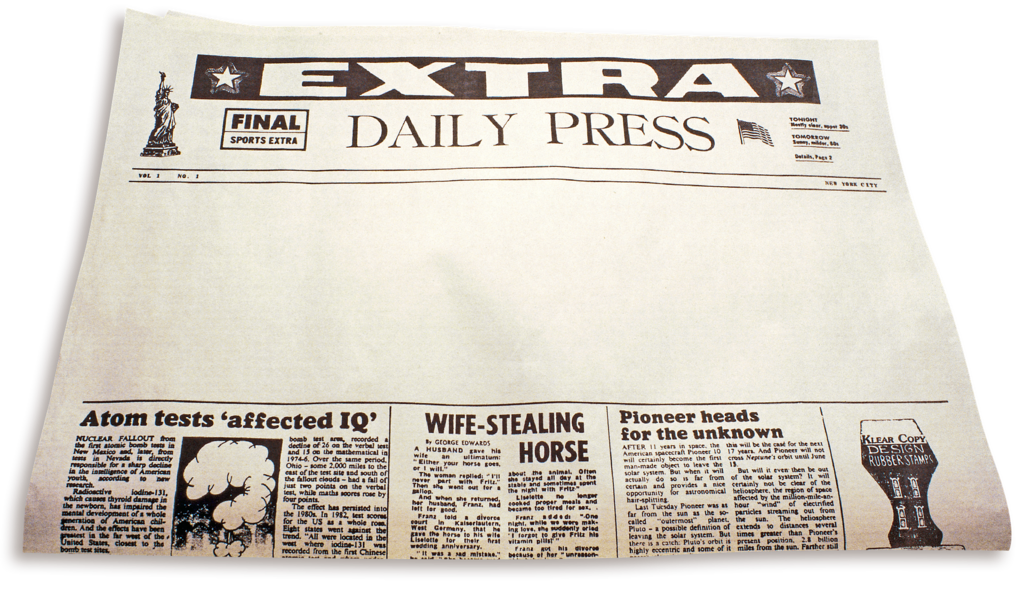 EXTRA
FINAL
SPORTS EXTRA
DAILY PRESS
TONIGHT
Mostly clear, upper 20s
TOMORROW
Sunny, milder, 60s
Details, Page 2
VOL 1 NO. 1
NEW YORK CITY
Atom tests ‘affected IQ’
NUCLEAR FALLOUT from
the first atomic bomb tests in
New Mexico and, later, from
tests in Nevada is directly
responsible for a sharp decline
in the intelligence of American
youth, according to new
research.
Radioactive iodine-131,
which causes thyroid damage in
the newborn, has impaired the
mental development of a whole
generation of American chil-
dren. And the effects have been
present in the far west of the
United States, closest to the
bomb test sites.
bomb test area, recorded a
decline of 26 on the verbal test
and 15 on the mathematical in
1974-6. Over the same period,
Ohio - some 2,000 miles to the
east of the test site and south of
the fallout clouds - had a fall of
just two points on the verbal
test, while maths scores rose by
four points.
The effect has persisted into
the 1980s. In 1982, test scores
for the US as a whole rose.
Eight states went against the
trend. "All were located in the
west where iodine-131 was
recorded from the first Chinese
WIFE-STEALING
HORSE
By GEORGE EDWARDS
A HUSBAND gave his
wife an ultimatum:
Either your horse goes,
or I will."
The woman replied: "I'll
never part with Fritz."
Then she went out for a
gallop.
And when she returned,
her husband, Franz, had
left for good.
Franz told a divorce
court in Kaiserlautern,
West Germany, that he
gave the horse to his wife
Liselotte for their
wedding anniversary.
"It was a sad mistake,"
about the animal. Often
she stayed all day at the
stable and sometimes spent
the night with Fritz".
Liselotte no longer
cooked proper meals and
became too tired for sex.
Franz added: "One
night, while we were mak-
ing love, she suddenly cried
'I forgot to give Fritz his
vitamin pills!'"
Franz got his divorce
because of her "unreason-
Pioneer heads
for the unknown
AFTER 11 years in space, the
American spacecraft Pioneer 10
will certainly become the first
man-made object to leave the
solar system. But when it will
actually do so is far from
certain and provides a nice
opportunity for astronomical
hair-splitting.
Last Tuesday Pioneer was as
far from the sun as the so-
called "outermost" planet,
Pluto - a possible definition of
leaving the solar system. But
there is a catch: Pluto's orbit is
highly eccentric and some of it
this will be the case for the next
17 years. And Pioneer will not
cross Neptune's orbit until June
13.
But will it even then be out
of the solar system? It will
certainly not be clear of the
heliosphere, the region of space
affected by the million-mile-an-
hour "wind" of electrified
particles streaming out from
the sun. The heliosphere
extends to distances several
times greater than Pioneer's
present position, 2.8 billion
miles from the sun. Farther still
KLEAR COPY
DESIGN
RUBBER STAMPS